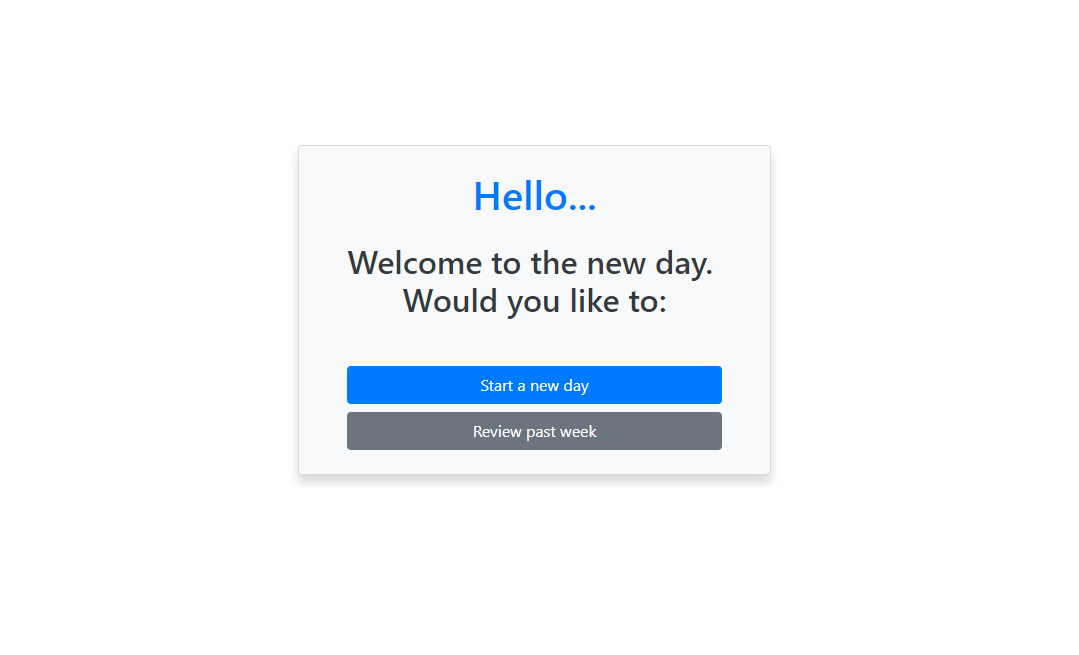 Hello...
Welcome to the new day.
Would you like to:
Start a new day
Review past week